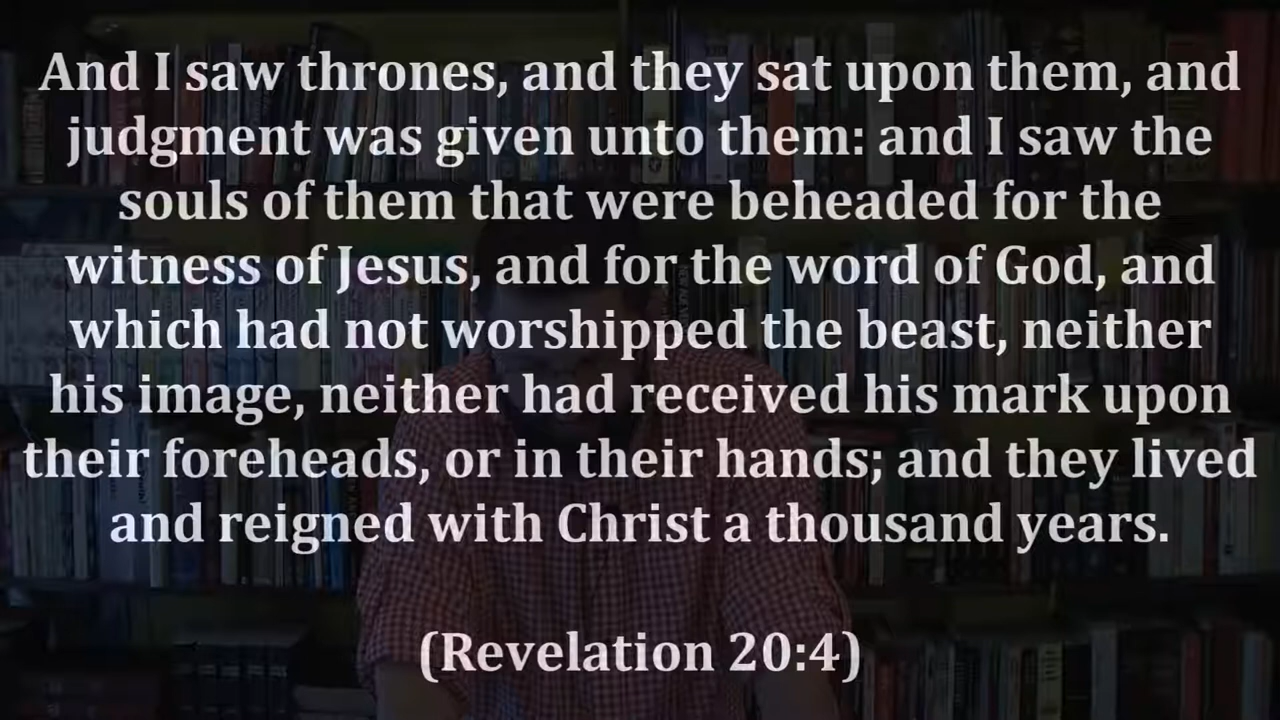 And I saw thrones, and they sat upon them, and
judgment was given unto them: and I saw the
souls of them that were beheaded for the
witness of Jesus, and for the word of God, and
which had not worshipped the beast, neither
his image, neither had received his mark upon
their foreheads, or in their hands; and they lived
and reigned with Christ a thousand years.
(Revelation 20:4)